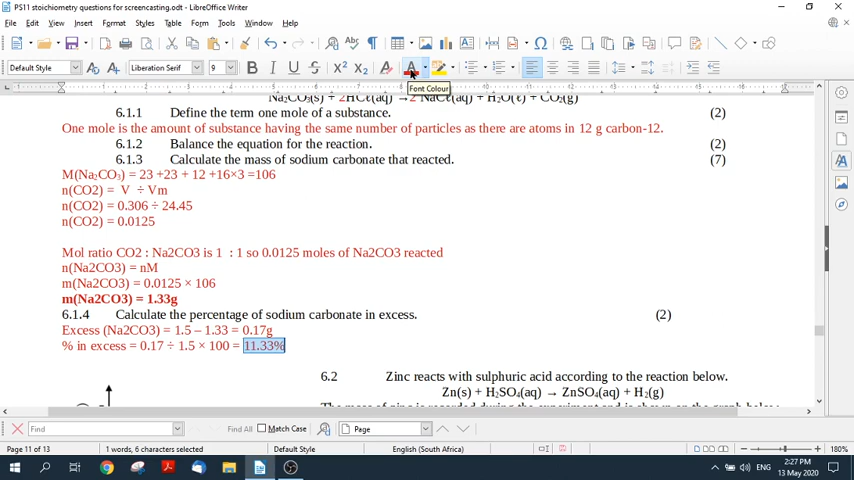 PS11 stoichiometry questions for screencasting.odt - LibreOffice Writer
File Edit View Insert Format Styles Table Form Tools Window Help
Default Style Liberation Serif 9
Font Colour
Na₂CO₃(s) + 2HCℓ(aq) →2 NaCℓ(aq) + H₂O(ℓ) + CO₂(g)
6.1.1 Define the term one mole of a substance. (2)
One mole is the amount of substance having the same number of particles as there are atoms in 12 g carbon-12.
6.1.2 Balance the equation for the reaction. (2)
6.1.3 Calculate the mass of sodium carbonate that reacted. (7)
M(Na₂CO₃) = 23 +23 + 12 +16×3 =106
n(CO2) = V ÷ Vm
n(CO2) = 0.306 ÷ 24.45
n(CO2) = 0.0125
Mol ratio CO2 : Na2CO3 is 1 : 1 so 0.0125 moles of Na2CO3 reacted
n(Na2CO3) = nM
m(Na2CO3) = 0.0125 × 106
m(Na2CO3) = 1.33g
6.1.4 Calculate the percentage of sodium carbonate in excess. (2)
Excess (Na2CO3) = 1.5 – 1.33 = 0.17g
% in excess = 0.17 ÷ 1.5 × 100 = 11.33%
6.2 Zinc reacts with sulphuric acid according to the reaction below.
Zn(s) + H₂SO₄(aq) → ZnSO₄(aq) + H₂(g)
Find Find All Match Case Page
Page 11 of 13 1 words, 6 characters selected Default Style English (South Africa) 180%
ENG 2:27 PM
13 May 2020